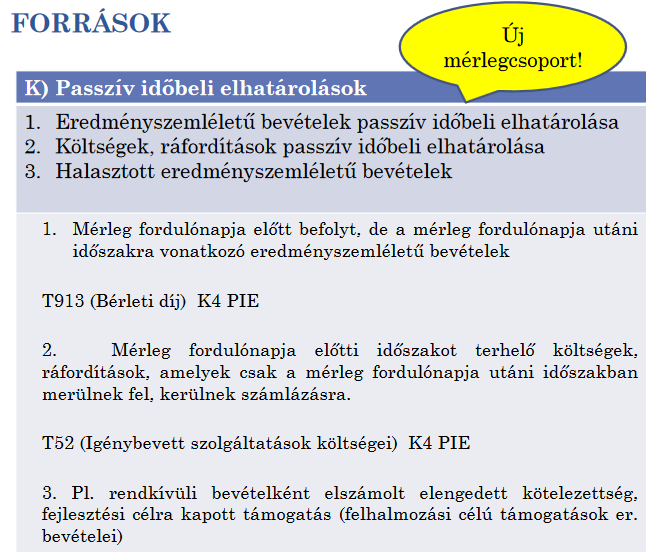 FORRÁSOK
Új
mérlegcsoport!
K) Passzív időbeli elhatárolások
1. Eredményszemléletű bevételek passzív időbeli elhatárolása
2. Költségek, ráfordítások passzív időbeli elhatárolása
3. Halasztott eredményszemléletű bevételek
1. Mérleg fordulónapja előtt befolyt, de a mérleg fordulónapja utáni
időszakra vonatkozó eredményszemléletű bevételek
T913 (Bérleti díj) K4 PIE
2. Mérleg fordulónapja előtti időszakot terhelő költségek,
ráfordítások, amelyek csak a mérleg fordulónapja utáni időszakban
merülnek fel, kerülnek számlázásra.
T52 (Igénybevett szolgáltatások költségei) K4 PIE
3. Pl. rendkívüli bevételként elszámolt elengedett kötelezettség,
fejlesztési célra kapott támogatás (felhalmozási célú támogatások er.
bevételei)